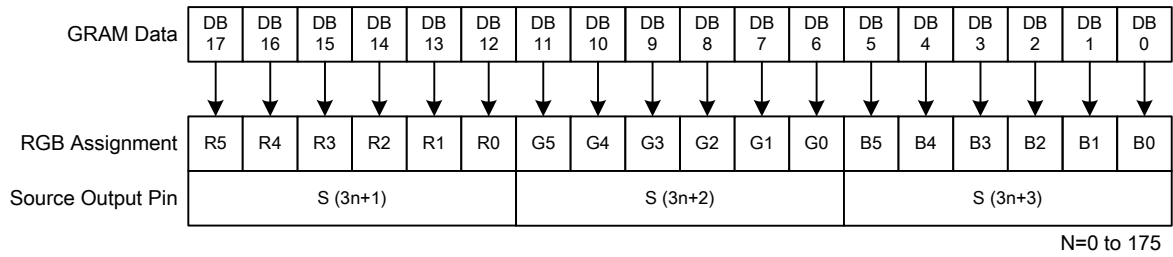 GRAM Data DB 17 DB 16 DB 15 DB 14 DB 13 DB 12 DB 11 DB 10 DB 9 DB 8 DB 7 DB 6 DB 5 DB 4 DB 3 DB 2 DB 1 DB 0
RGB Assignment R5 R4 R3 R2 R1 R0 G5 G4 G3 G2 G1 G0 B5 B4 B3 B2 B1 B0
Source Output Pin S (3n+1) S (3n+2) S (3n+3)
N=0 to 175